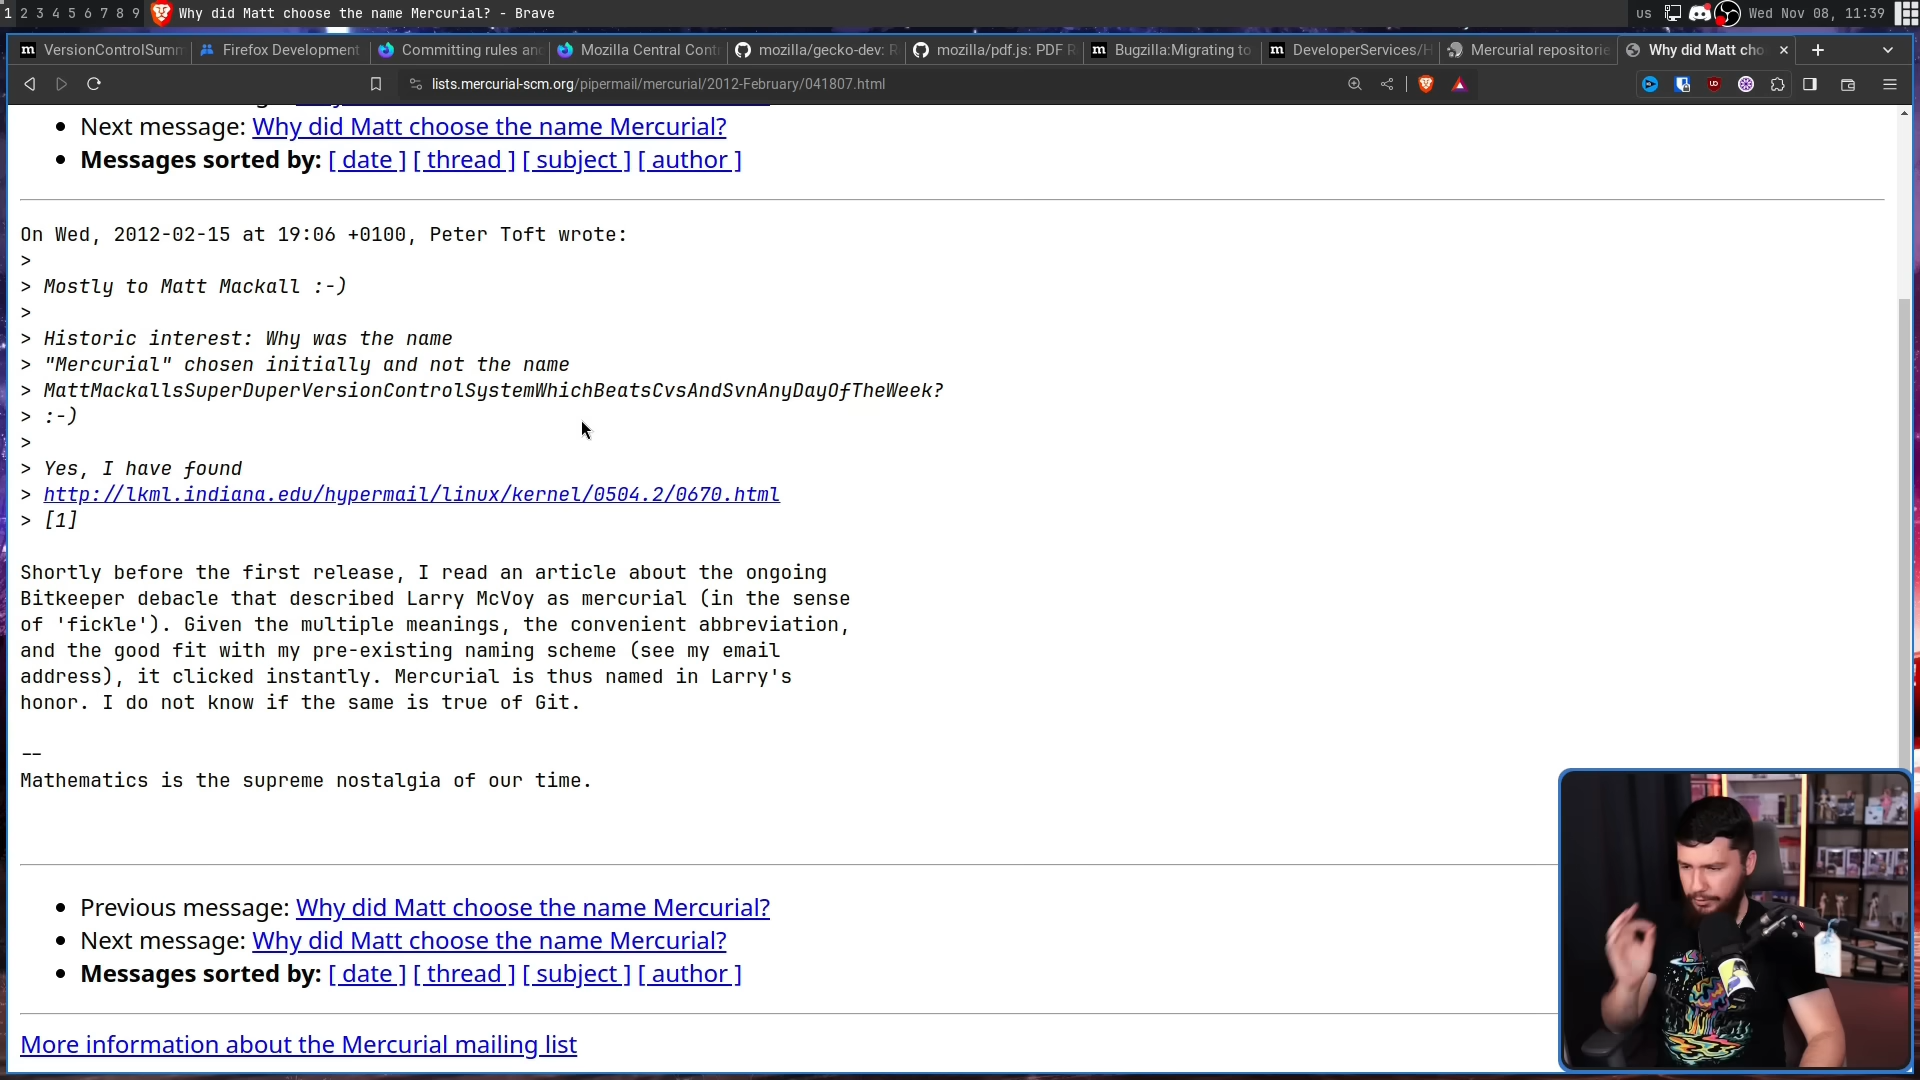 1 2 3 4 5 6 7 8 9 Why did Matt choose the name Mercurial? - Brave
us Wed Nov 08, 11:39
VersionControlSumm
Firefox Development
Committing rules an
Mozilla Central Cont
mozilla/gecko-dev: R
mozilla/pdf.js: PDF R
Bugzilla:Migrating to
DeveloperServices/H
Mercurial repositorie
Why did Matt cho
lists.mercurial-scm.org/pipermail/mercurial/2012-February/041807.html
• Next message: Why did Matt choose the name Mercurial?
• Messages sorted by: [ date ] [ thread ] [ subject ] [ author ]
On Wed, 2012-02-15 at 19:06 +0100, Peter Toft wrote:
>
> Mostly to Matt Mackall :-)
>
> Historic interest: Why was the name
> "Mercurial" chosen initially and not the name
> MattMackallsSuperDuperVersionControlSystemWhichBeatsCvsAndSvnAnyDayOfTheWeek?
> :-)
>
> Yes, I have found
> http://lkml.indiana.edu/hypermail/linux/kernel/0504.2/0670.html
> [1]
Shortly before the first release, I read an article about the ongoing
Bitkeeper debacle that described Larry McVoy as mercurial (in the sense
of 'fickle'). Given the multiple meanings, the convenient abbreviation,
and the good fit with my pre-existing naming scheme (see my email
address), it clicked instantly. Mercurial is thus named in Larry's
honor. I do not know if the same is true of Git.
--
Mathematics is the supreme nostalgia of our time.
• Previous message: Why did Matt choose the name Mercurial?
• Next message: Why did Matt choose the name Mercurial?
• Messages sorted by: [ date ] [ thread ] [ subject ] [ author ]
More information about the Mercurial mailing list